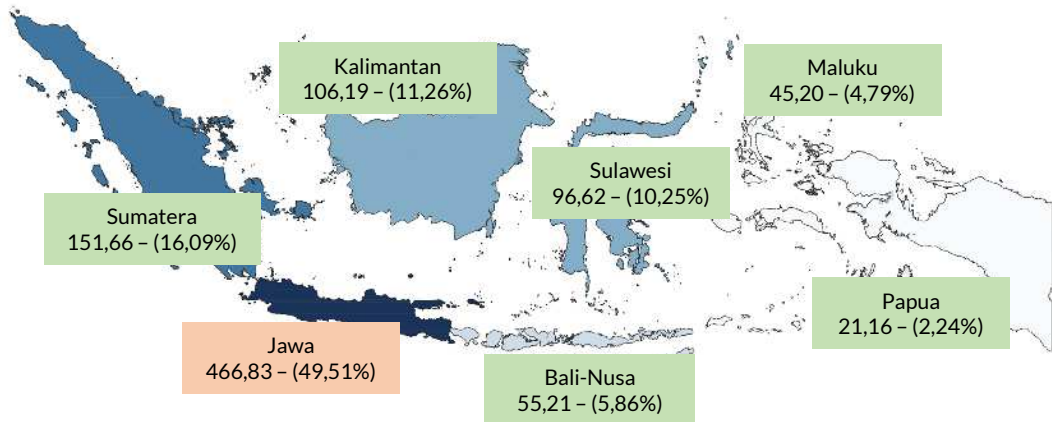 Kalimantan
106,19 – (11,26%)
Maluku
45,20 – (4,79%)
Sulawesi
96,62 – (10,25%)
Sumatera
151,66 – (16,09%)
Papua
21,16 – (2,24%)
Jawa
466,83 – (49,51%)
Bali-Nusa
55,21 – (5,86%)